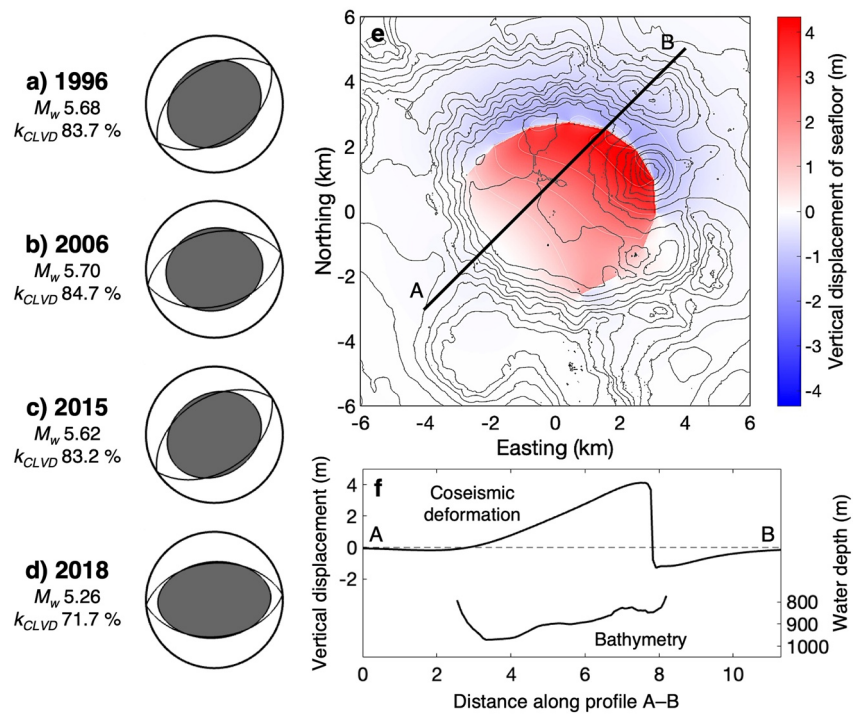 a) 1996
Mw 5.68
kCLVD 83.7 %
b) 2006
Mw 5.70
kCLVD 84.7 %
c) 2015
Mw 5.62
kCLVD 83.2 %
d) 2018
Mw 5.26
kCLVD 71.7 %
e
A
B
6
4
2
0
-2
-4
-6
Northing (km)
-6
-4
-2
0
2
4
6
Easting (km)
4
3
2
1
0
-1
-2
-3
-4
Vertical displacement of seafloor (m)
f
Coseismic
deformation
A
B
4
2
0
-2
Vertical displacement (m)
800
900
1000
Water depth (m)
Bathymetry
0
2
4
6
8
10
Distance along profile A–B